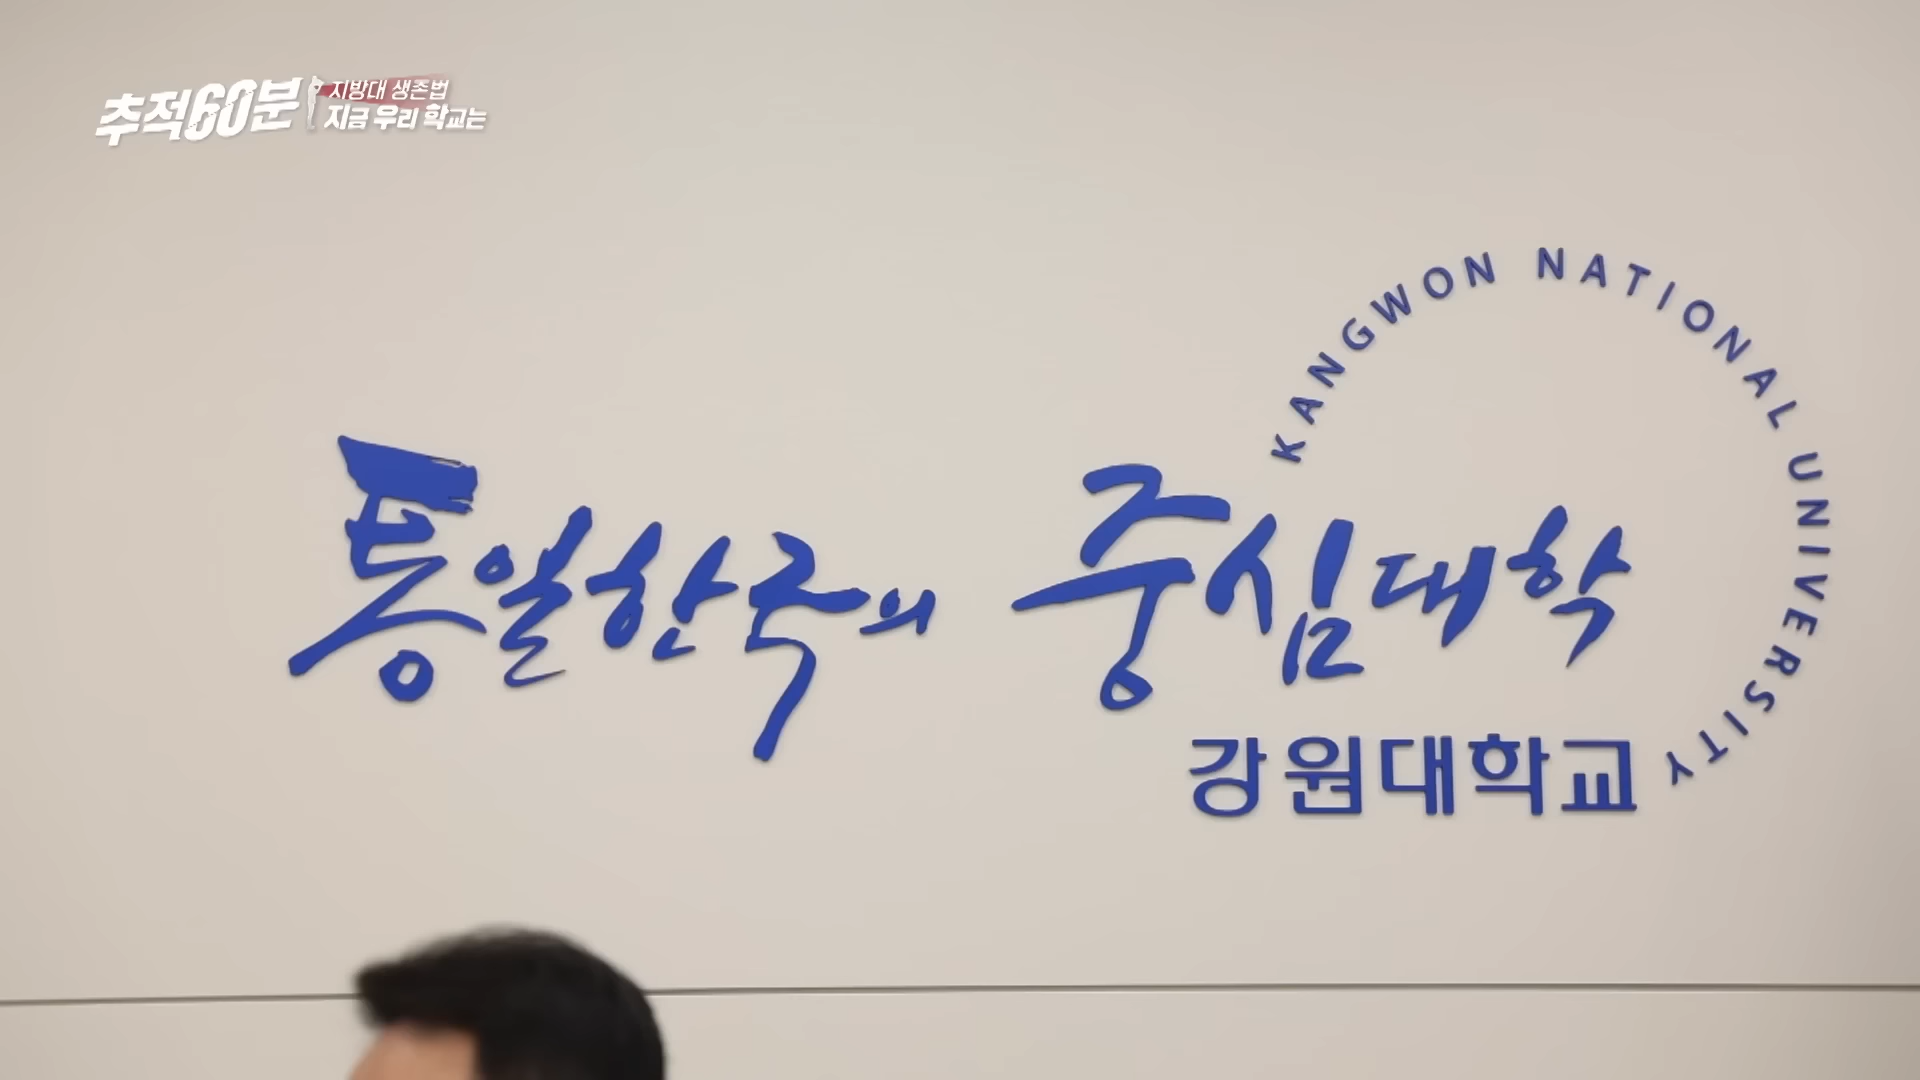 추적60분
지방대 생존법
지금 우리 학교는
KANGWON NATIONAL UNIVERSITY
통일한국의 중심대학
강원대학교